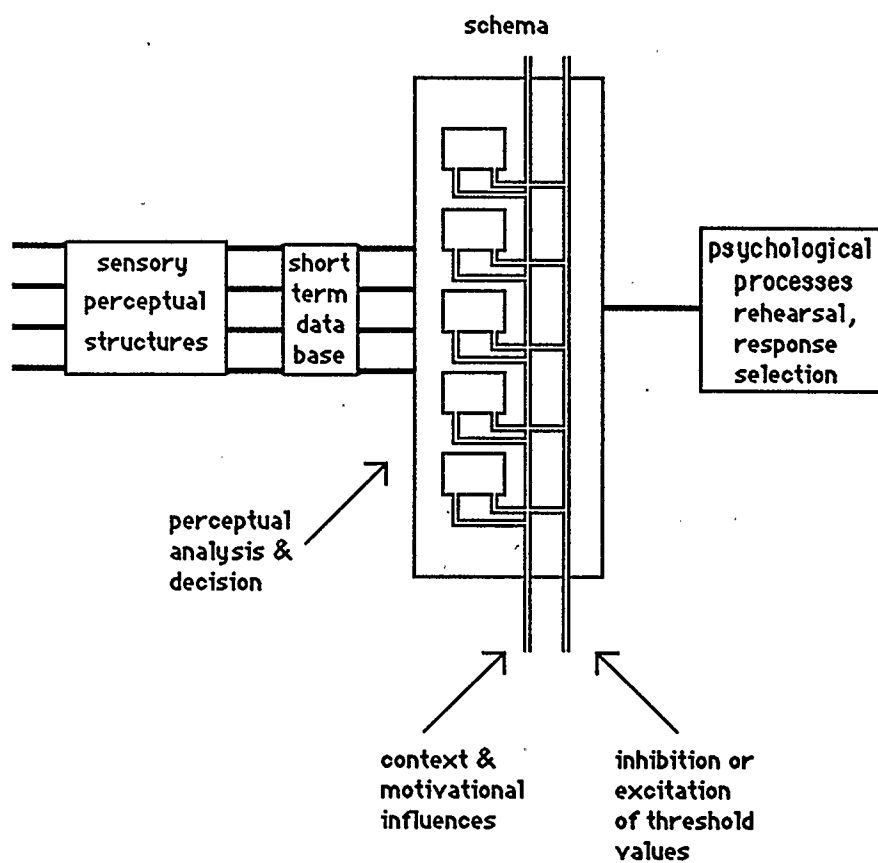 schema
sensory
perceptual
structures
short
term
data
base
psychological
processes
rehearsal,
response
selection
perceptual
analysis &
decision
context &
motivational
influences
inhibition or
excitation
of threshold
values